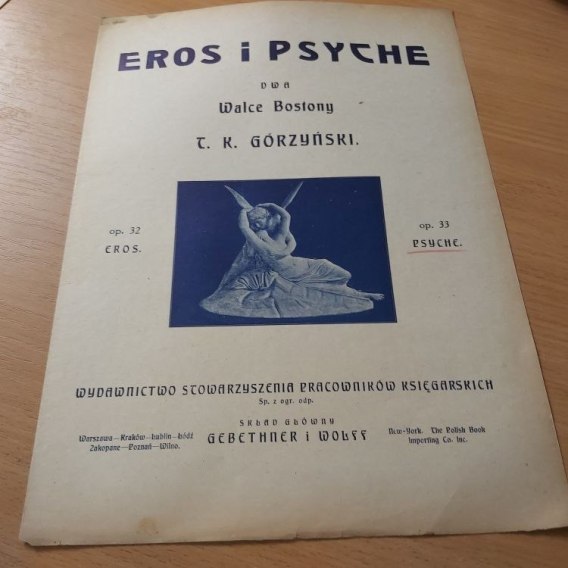 EROS i PSYCHE
DWA
Walce Bostony
T. K. GÓRZYŃSKI.
op. 32
EROS.
op. 33
PSYCHE.
WYDAWNICTWO STOWARZYSZENIA PRACOWNIKÓW KSIĘGARSKICH
Sp. z ogr. odp.
SKŁAD GŁÓWNY
GEBETHNER i WOLFF
Warszawa—Kraków—Lublin—Łódź
Zakopane—Poznań—Wilno.
New-York. The Polish Book
Importing Co. Inc.